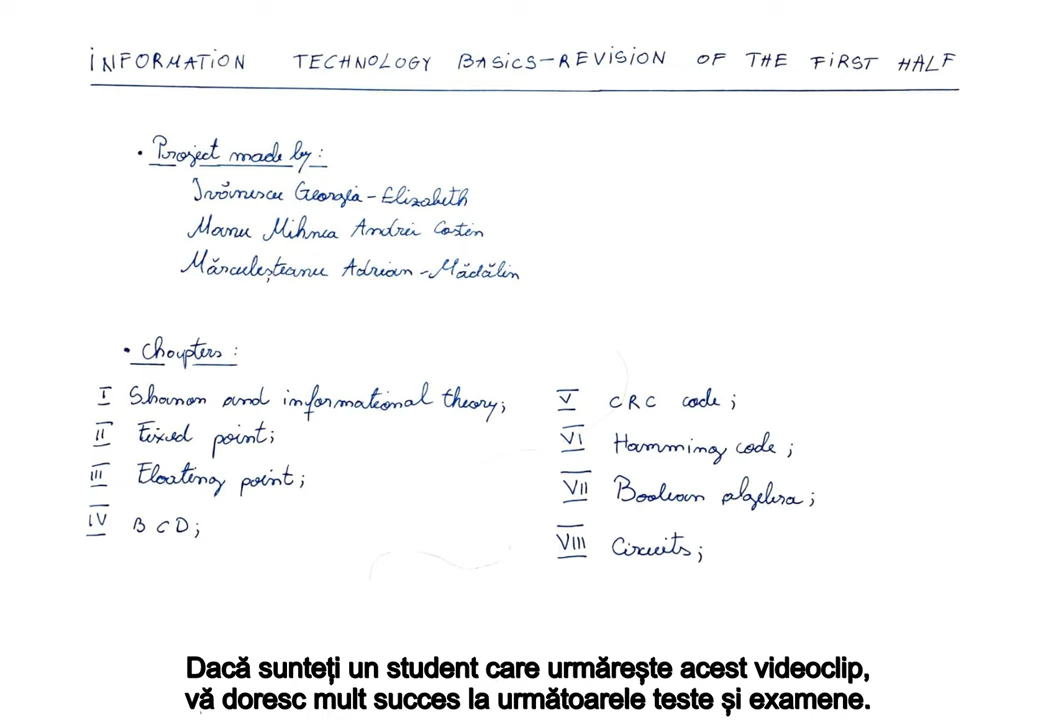 INFORMATION TECHNOLOGY BASICS-REVISION OF THE FIRST HALF
• Project made by:
Ivănescu Georgia-Elizabeth
Manu Mihnea Andrei Costin
Mărculeșteanu Adrian-Mădălin
• Chapters:
I Shanon and informational theory;
II Fixed point;
III Floating point;
IV BCD;
V CRC code;
VI Hamming code;
VII Boolean algebra;
VIII Circuits;
Dacă sunteți un student care urmărește acest videoclip,
vă doresc mult succes la următoarele teste și examene.